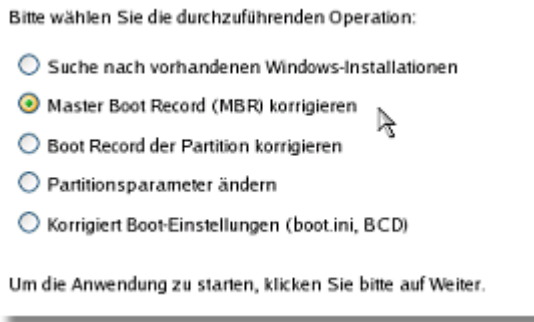 Bitte wählen Sie die durchzuführenden Operation:
Suche nach vorhandenen Windows-Installationen
Master Boot Record (MBR) korrigieren
Boot Record der Partition korrigieren
Partitionsparameter ändern
Korrigiert Boot-Einstellungen (boot.ini, BCD)
Um die Anwendung zu starten, klicken Sie bitte auf Weiter.